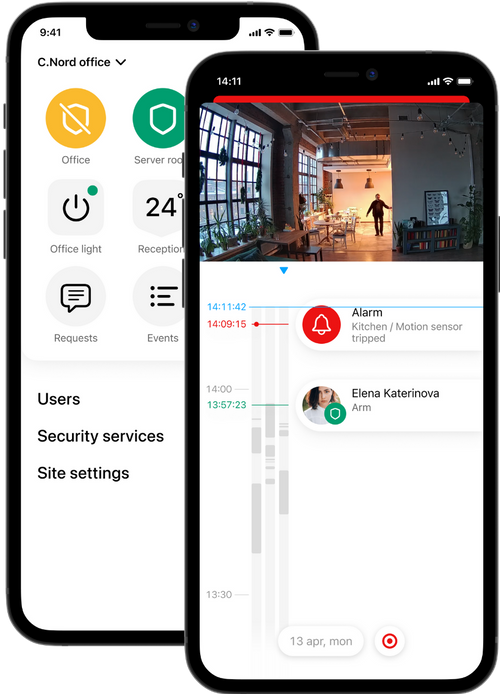 9:41
C.Nord office
Office
Server roo
Office light
24°
Reception
Requests
Events
Users
Security services
Site settings
14:11
14:11:42
Alarm
14:09:15
Kitchen / Motion sensor
tripped
14:00
Elena Katerinova
13:57:23
Arm
13:30
13 apr, mon